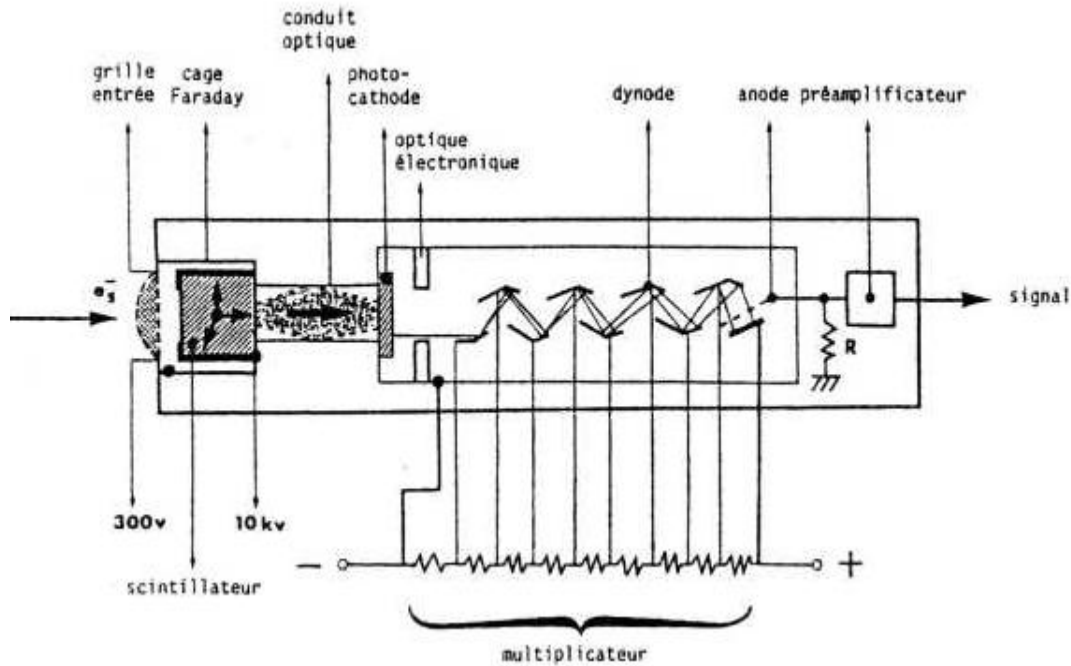 conduit
optique
grille
entrée
cage
Faraday
photo-
cathode
dynode
anode préamplificateur
optique
électronique
e⁻s
signal
R
300v
10kv
scintillateur
− +
multiplicateur